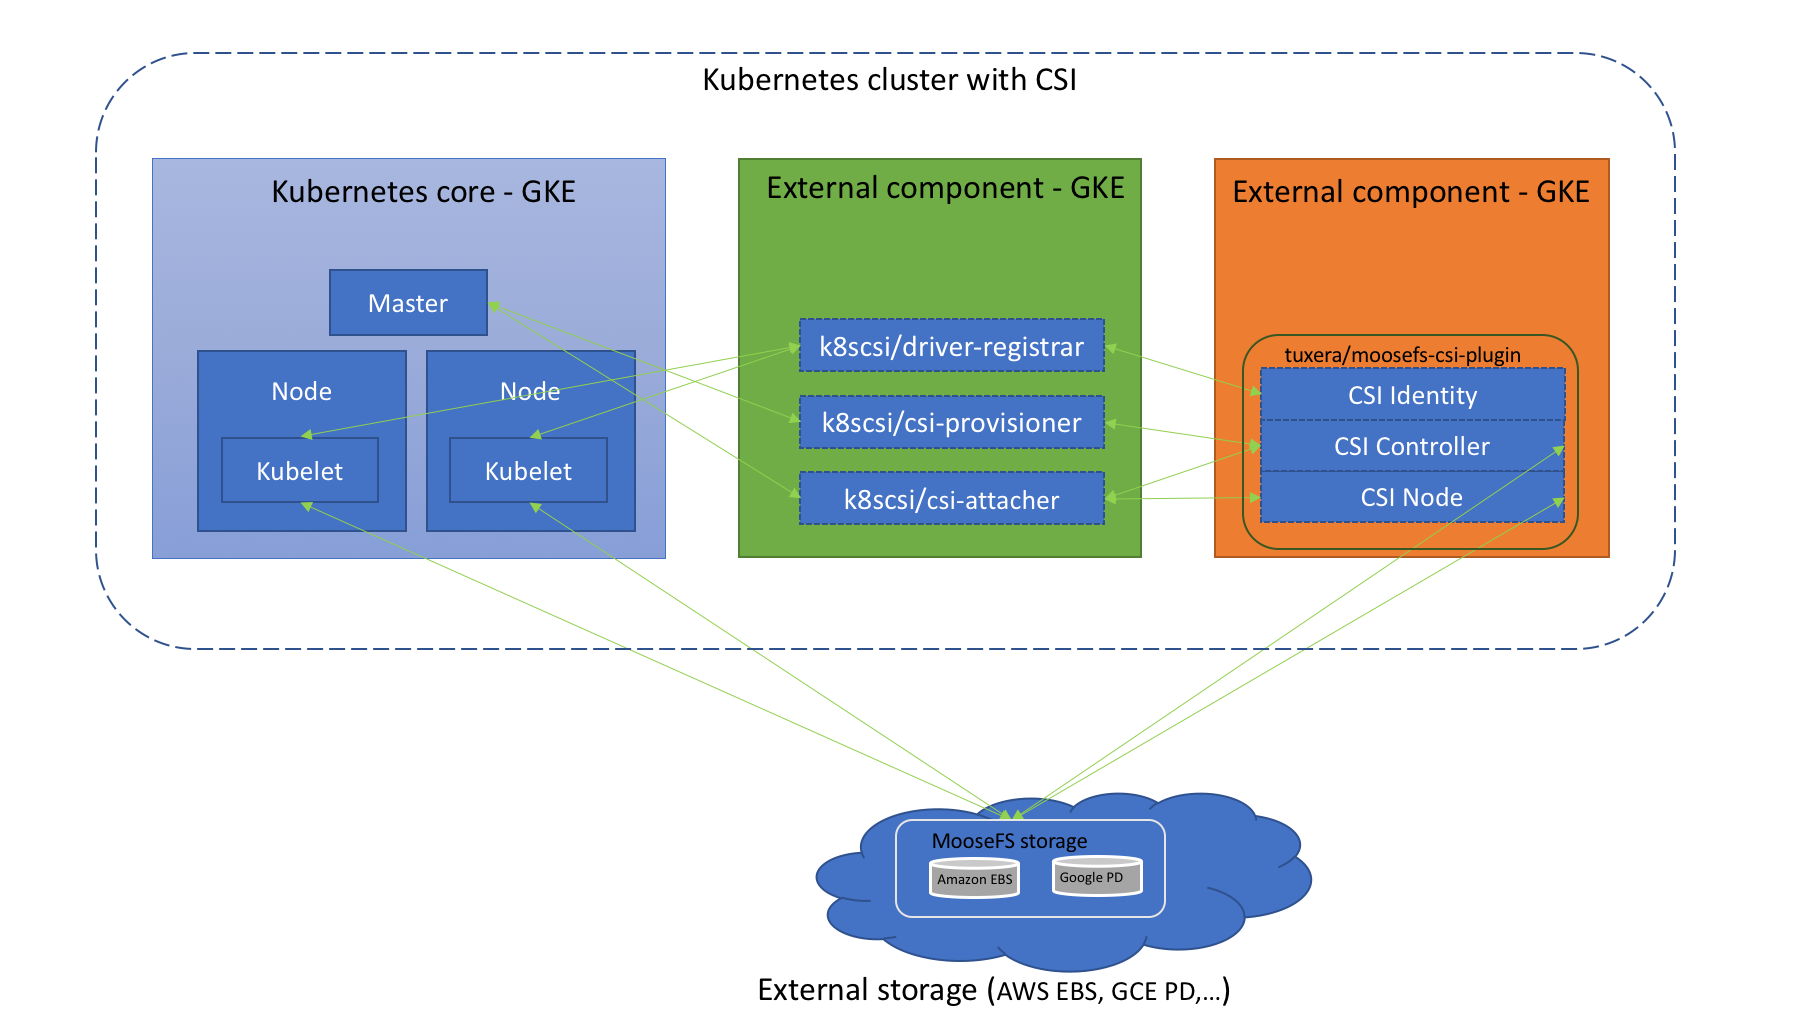 Kubernetes cluster with CSI
Kubernetes core - GKE
Master
Node
Kubelet
Node
Kubelet
External component - GKE
k8scsi/driver-registrar
k8scsi/csi-provisioner
k8scsi/csi-attacher
External component - GKE
tuxera/moosefs-csi-plugin
CSI Identity
CSI Controller
CSI Node
MooseFS storage
Amazon EBS
Google PD
External storage (AWS EBS, GCE PD,...)